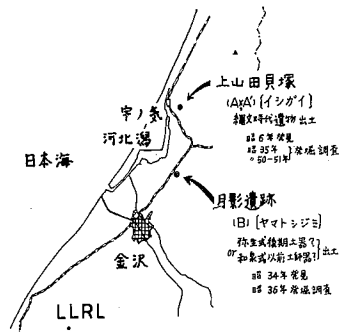 上山田貝塚
(A)(A') [イシガイ]
縄文時代遺物 出土
昭 6年 発見
昭 35年
〃 50-51年 } 発掘調査
宇ノ気
河北潟
日本海
月影遺跡
(B) [ヤマトシジミ]
弥生式後期土器?
or 和泉式以前土師器?} 出土
昭 34年 発見
昭 36年 発掘調査
金沢
LLRL